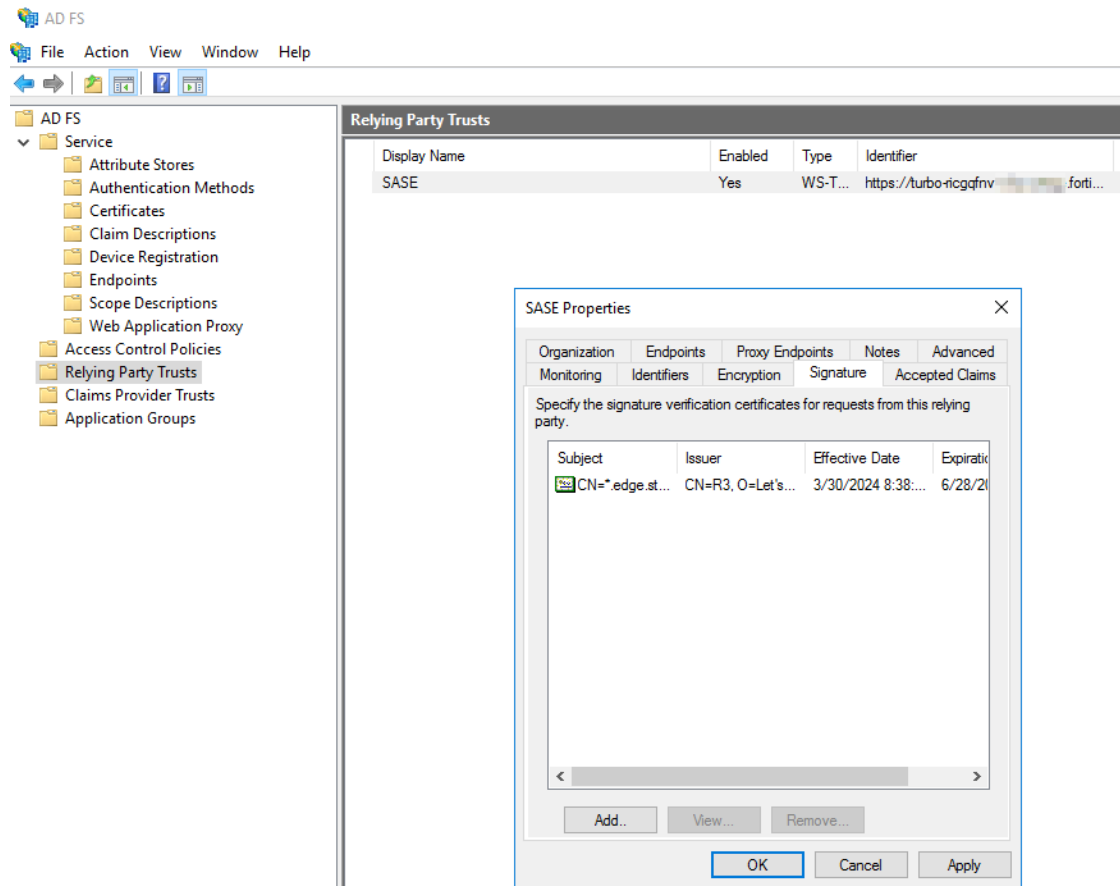 AD FS
File Action View Window Help
AD FS
Service
Attribute Stores
Authentication Methods
Certificates
Claim Descriptions
Device Registration
Endpoints
Scope Descriptions
Web Application Proxy
Access Control Policies
Relying Party Trusts
Claims Provider Trusts
Application Groups
Relying Party Trusts
Display Name Enabled Type Identifier
SASE Yes WS-T... https://turbo-ricgqfnv .forti...
SASE Properties
Organization Endpoints Proxy Endpoints Notes Advanced
Monitoring Identifiers Encryption Signature Accepted Claims
Specify the signature verification certificates for requests from this relying
party.
Subject Issuer Effective Date Expiratic
CN=*.edge.st... CN=R3, O=Let's... 3/30/2024 8:38:... 6/28/20
Add.. View... Remove...
OK Cancel Apply